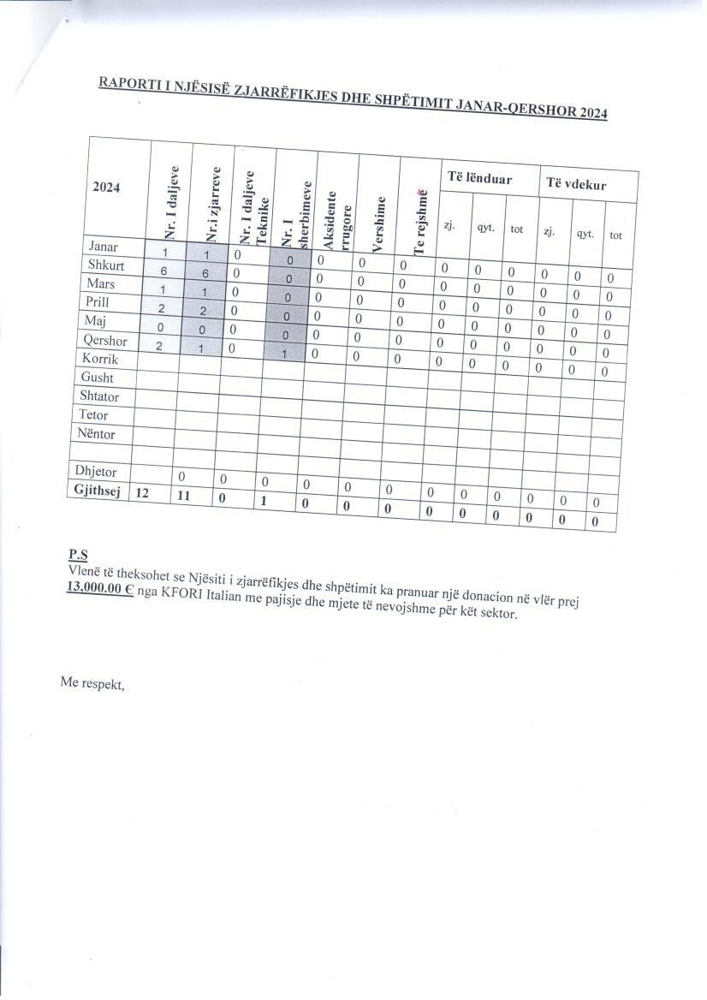 RAPORTI I NJËSISË ZJARRËFIKJES DHE SHPËTIMIT JANAR-QERSHOR 2024
2024 Nr. I daljeve Nr.i zjarreve Nr. I daljeve Teknike Nr. I sherbimeve Aksidente rrugore Vershime Te rejshme Të lënduar Të vdekur
zj. qyt. tot zj. qyt. tot
Janar 1 1 0 0 0 0 0 0 0 0 0 0 0
Shkurt 6 6 0 0 0 0 0 0 0 0 0 0 0
Mars 1 1 0 0 0 0 0 0 0 0 0 0 0
Prill 2 2 0 0 0 0 0 0 0 0 0 0 0
Maj 0 0 0 0 0 0 0 0 0 0 0 0 0
Qershor 2 1 0 1 0 0 0 0 0 0 0 0 0
Korrik
Gusht
Shtator
Tetor
Nëntor
Dhjetor 0 0 0 0 0 0 0 0 0 0 0 0
Gjithsej 12 11 0 1 0 0 0 0 0 0 0 0 0
P.S
Vlenë të theksohet se Njësiti i zjarrëfikjes dhe shpëtimit ka pranuar një donacion në vlër prej
13,000.00 € nga KFORI Italian me pajisje dhe mjete të nevojshme për két sektor.
Me respekt,